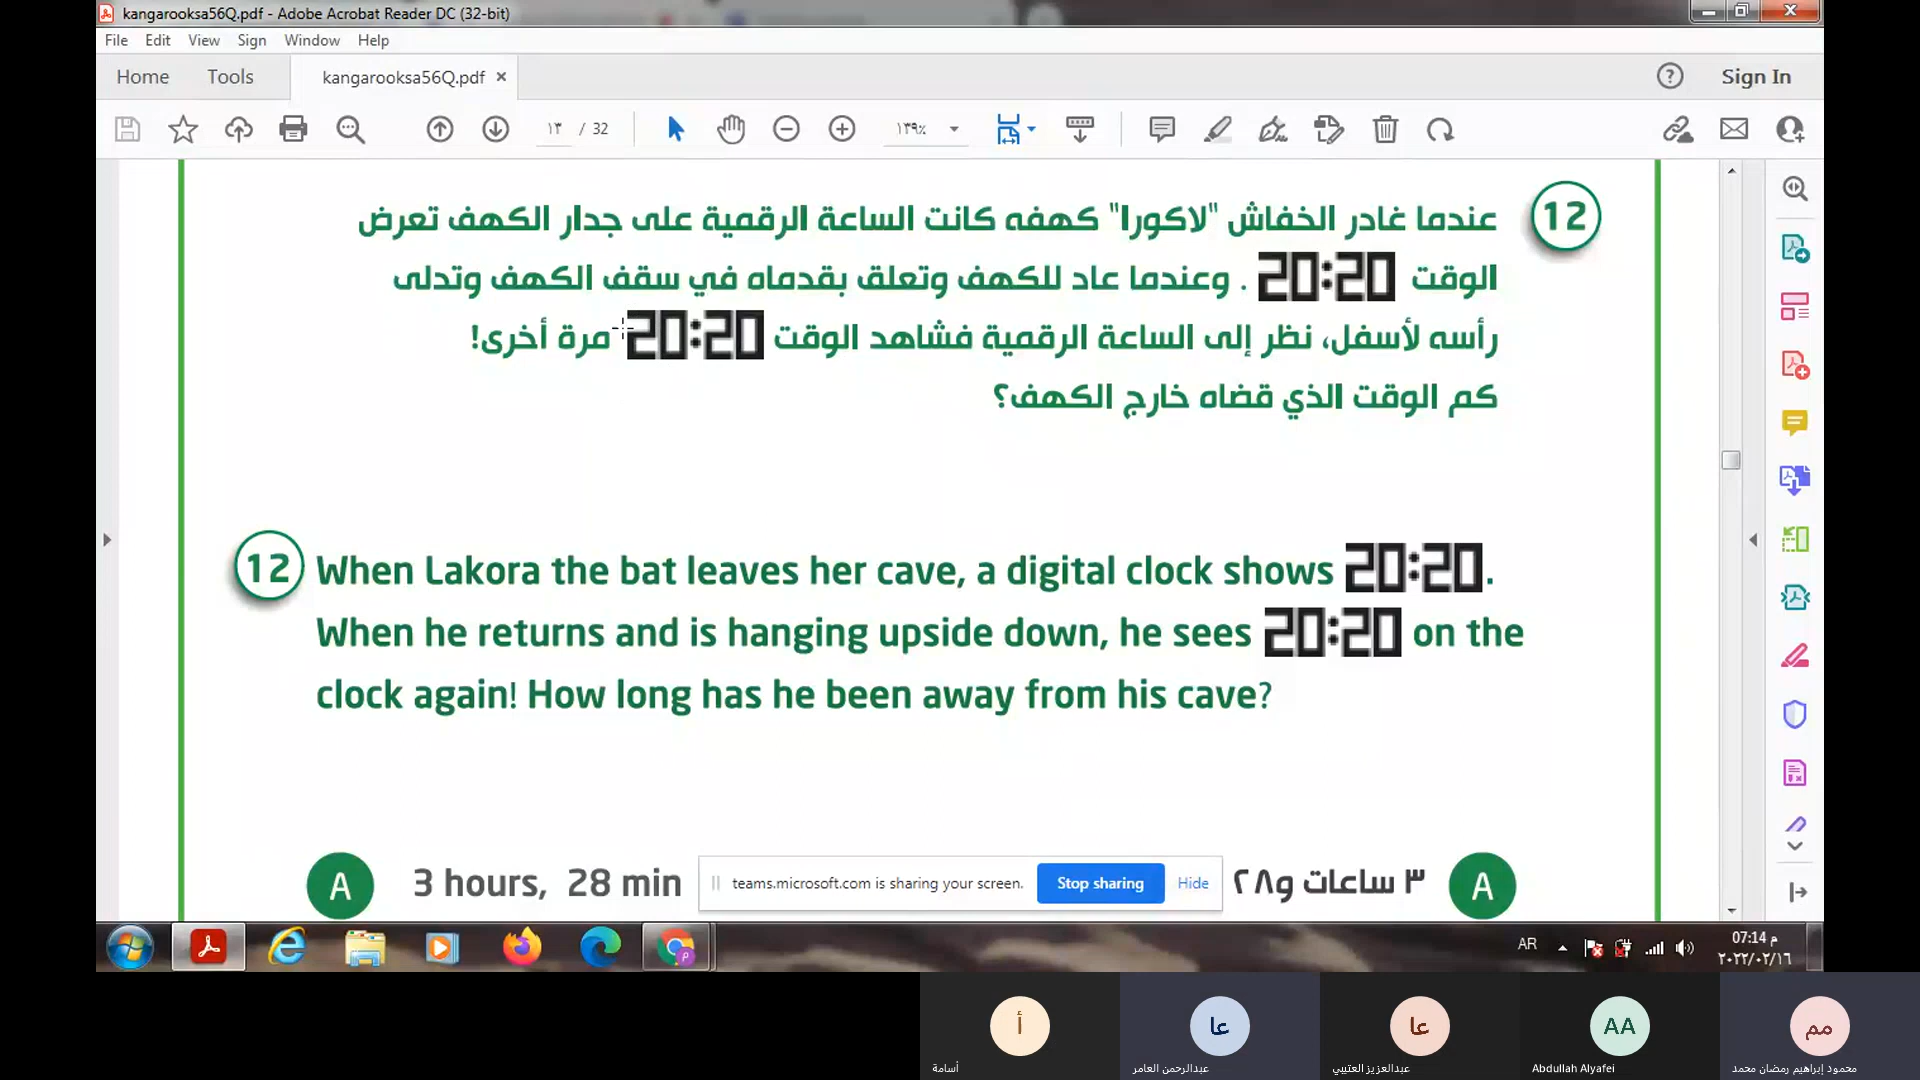 kangarooksa56Q.pdf - Adobe Acrobat Reader DC (32-bit)
File Edit View Sign Window Help
Home Tools kangarooksa56Q.pdf × Sign In
١٣ / 32 ١٣٩٪
12 عندما غادر الخفاش "لاكورا" كهفه كانت الساعة الرقمية على جدار الكهف تعرض
الوقت 20:20 . وعندما عاد للكهف وتعلق بقدماه في سقف الكهف وتدلى
رأسه لأسفل، نظر إلى الساعة الرقمية فشاهد الوقت 20:20 مرة أخرى!
كم الوقت الذي قضاه خارج الكهف؟
12 When Lakora the bat leaves her cave, a digital clock shows 20:20.
When he returns and is hanging upside down, he sees 20:20 on the
clock again! How long has he been away from his cave?
A 3 hours, 28 min
teams.microsoft.com is sharing your screen. Stop sharing Hide
٣ ساعات و٢٨ A
AR
07:14 م
٢٠٢٢/٠٢/١٦
أ عا عا AA مم
أسامة عبدالرحمن العامر عبدالعزيز العتيبي Abdullah Alyafei محمود إبراهيم رمضان محمد